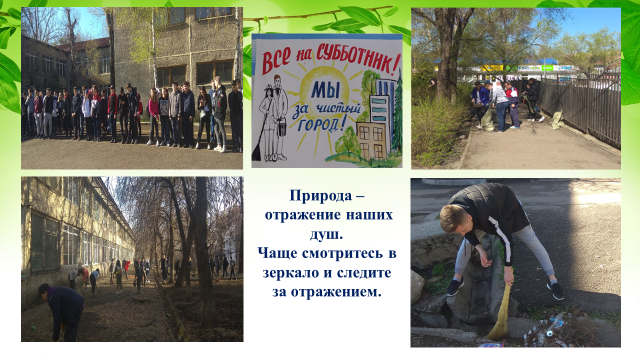 ВСЕ на СУББОТНИК!
МЫ
за чистый
ГОРОД!
Природа –
отражение наших
душ.
Чаще смотритесь в
зеркало и следите
за отражением.